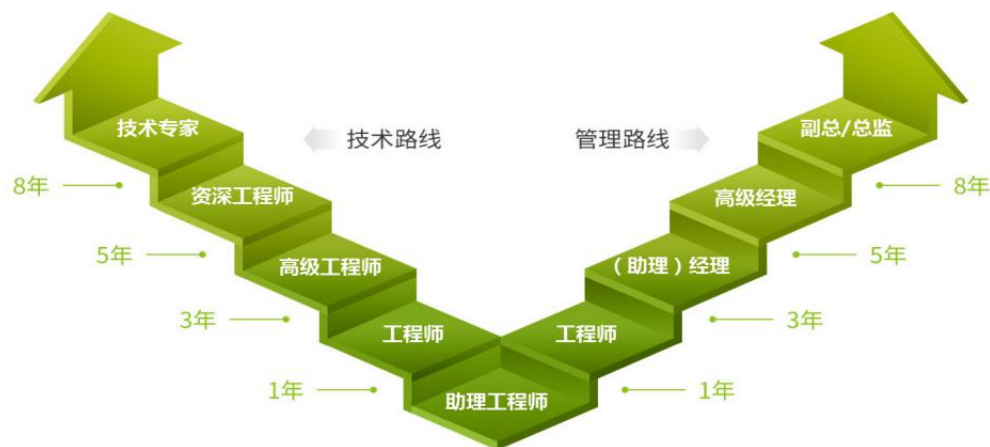 技术专家
技术路线
管理路线
副总/总监
8年
资深工程师
高级经理
8年
5年
高级工程师
（助理）经理
5年
3年
工程师
工程师
3年
1年
助理工程师
1年